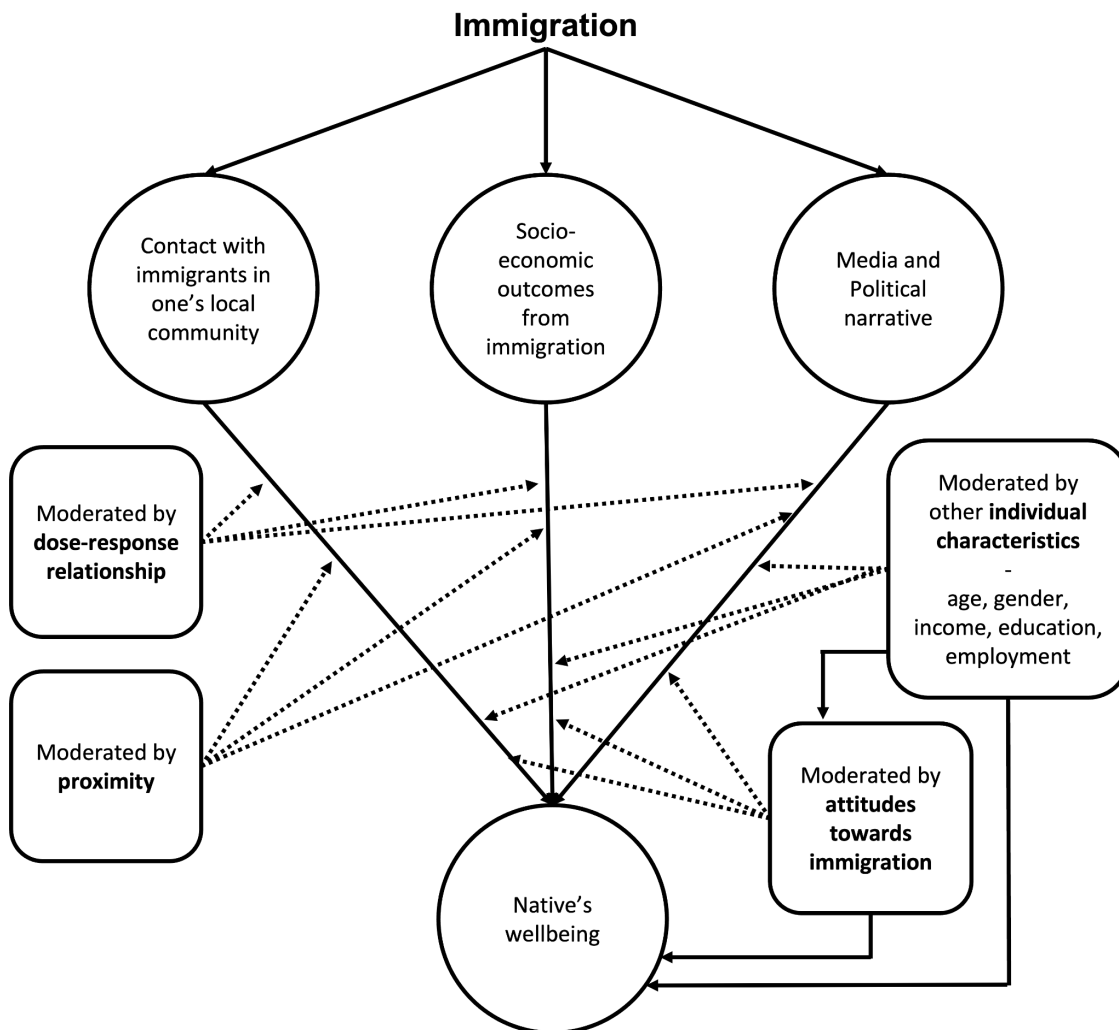 Immigration
Contact with
immigrants in
one's local
community
Socio-
economic
outcomes
from
immigration
Media and
Political
narrative
Moderated by
dose-response
relationship
Moderated by
other individual
characteristics
-
age, gender,
income, education,
employment
Moderated by
proximity
Moderated by
attitudes
towards
immigration
Native's
wellbeing